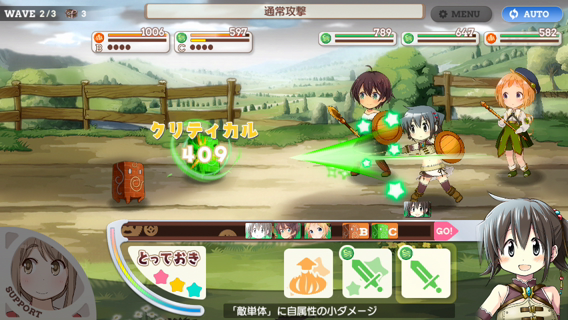 WAVE 2/3 3
通常攻撃
MENU
AUTO
1006
B
597
C
789
647
582
クリティカル
409
B
C
GO!
とっておき
SUPPORT
「敵単体」に自属性の小ダメージ